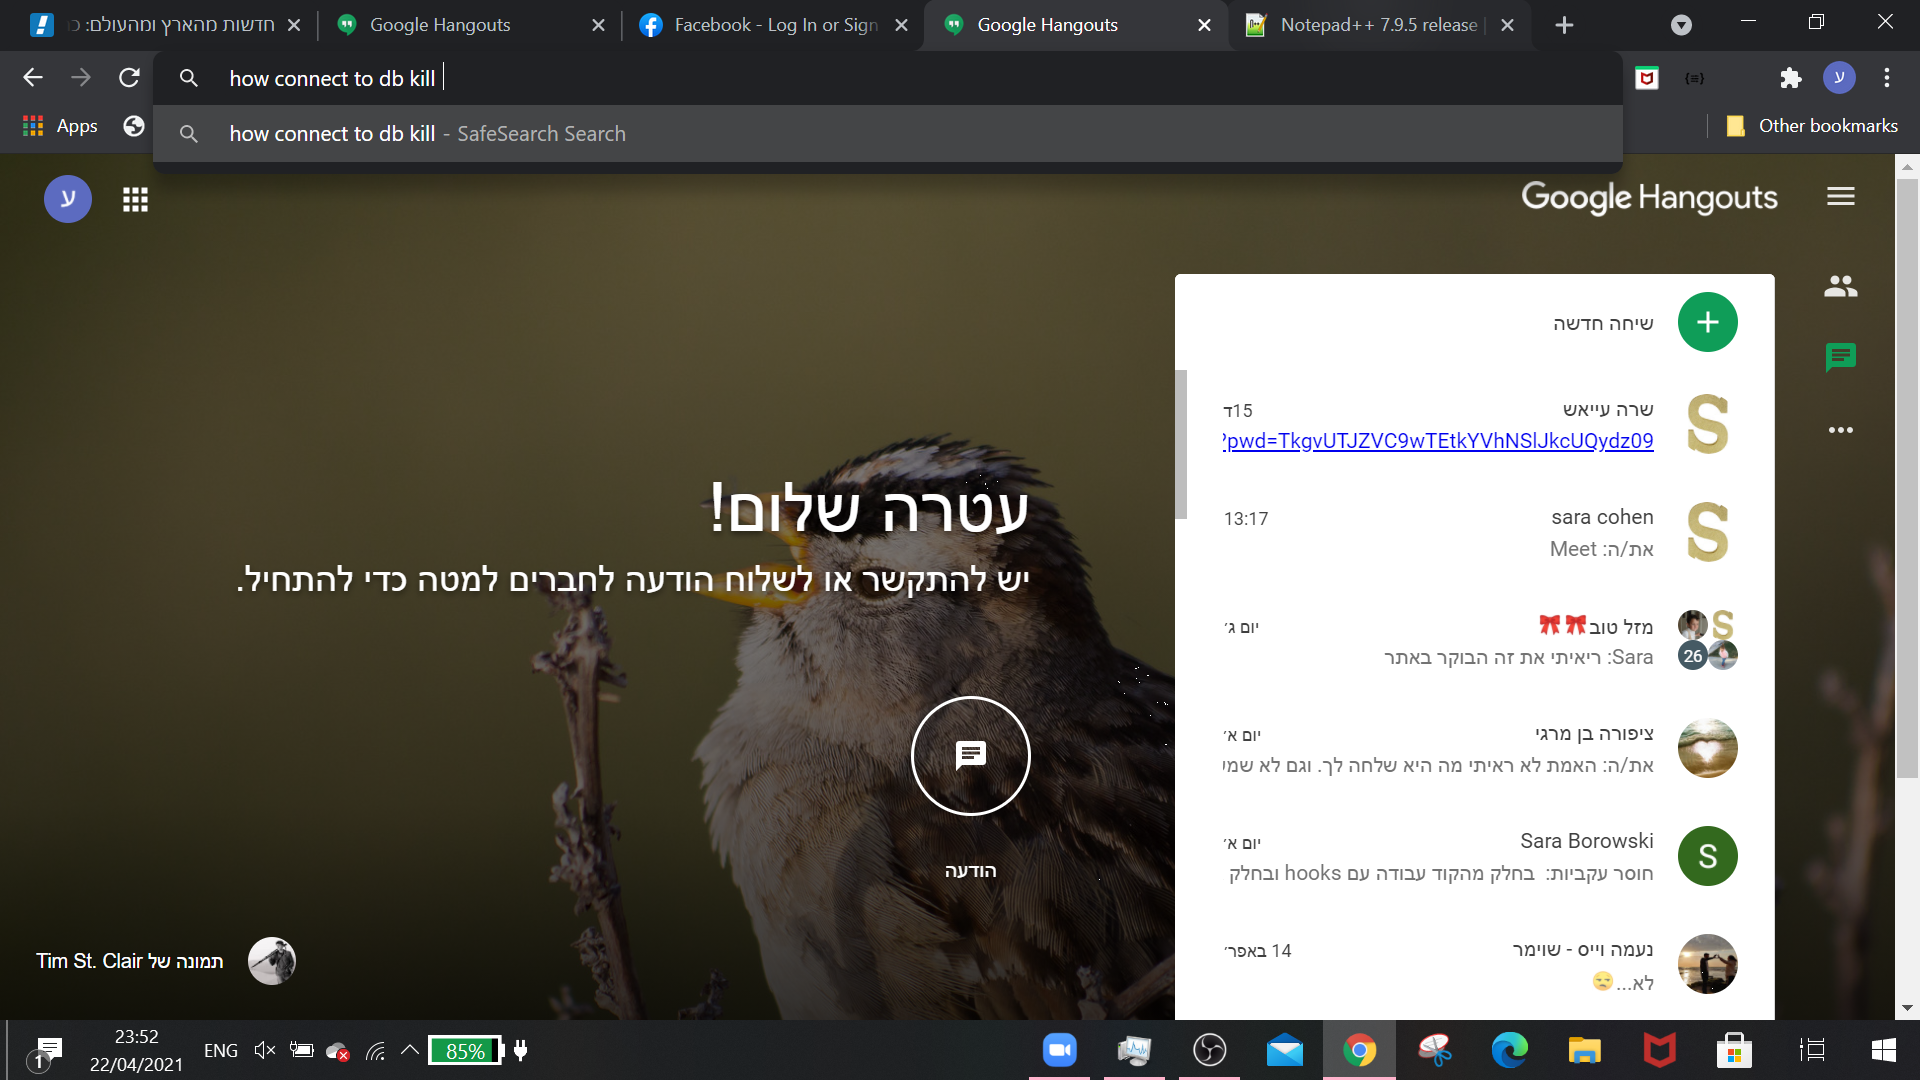 חדשות מהארץ ומהעולם: כ
Google Hangouts
Facebook - Log In or Sign
Google Hangouts
Notepad++ 7.9.5 release |
how connect to db kill
ע
Apps
how connect to db kill - SafeSearch Search
Other bookmarks
ע
Google Hangouts
שיחה חדשה
שרה עייאש
15ד
?pwd=TkgvUTJZVC9wTEtkYVhNSlJkcUQydz09
sara cohen
13:17
את/ה: Meet
מזל טוב🎀🎀
יום ג׳
26
Sara: ריאיתי את זה הבוקר באתר
ציפורה בן מרגי
יום א׳
את/ה: האמת לא ראיתי מה היא שלחה לך. וגם לא שמע
Sara Borowski
יום א׳
S
חוסר עקביות: בחלק מהקוד עבודה עם hooks ובחלק
נעמה וייס - שוימר
14 באפר׳
לא...😒
עטרה שלום!
יש להתקשר או לשלוח הודעה לחברים למטה כדי להתחיל.
הודעה
תמונה של Tim St. Clair
1
23:52
22/04/2021
ENG
85%